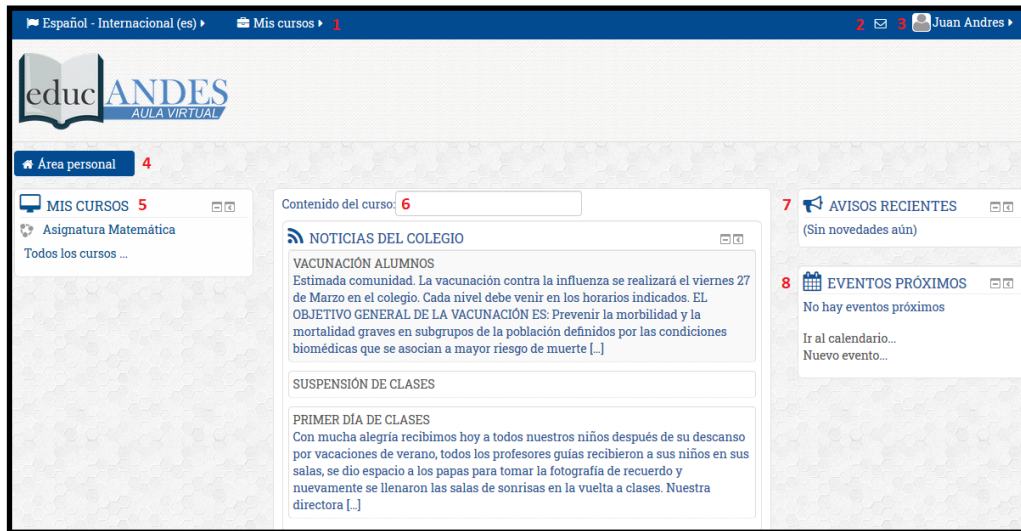 Español - Internacional (es) Mis cursos 1 2 3 Juan Andres
educ ANDES
AULA VIRTUAL
Área personal 4
MIS CURSOS 5
Asignatura Matemática
Todos los cursos ...
Contenido del curso: 6
NOTICIAS DEL COLEGIO
VACUNACIÓN ALUMNOS
Estimada comunidad. La vacunación contra la influenza se realizará el viernes 27
de Marzo en el colegio. Cada nivel debe venir en los horarios indicados. EL
OBJETIVO GENERAL DE LA VACUNACIÓN ES: Prevenir la morbilidad y la
mortalidad graves en subgrupos de la población definidos por las condiciones
biomédicas que se asocian a mayor riesgo de muerte [...]
SUSPENSIÓN DE CLASES
PRIMER DÍA DE CLASES
Con mucha alegría recibimos hoy a todos nuestros niños después de su descanso
por vacaciones de verano, todos los profesores guías recibieron a sus niños en sus
salas, se dio espacio a los papas para tomar la fotografía de recuerdo y
nuevamente se llenaron las salas de sonrisas en la vuelta a clases. Nuestra
directora [...]
7 AVISOS RECIENTES
(Sin novedades aún)
8 EVENTOS PRÓXIMOS
No hay eventos próximos
Ir al calendario...
Nuevo evento...